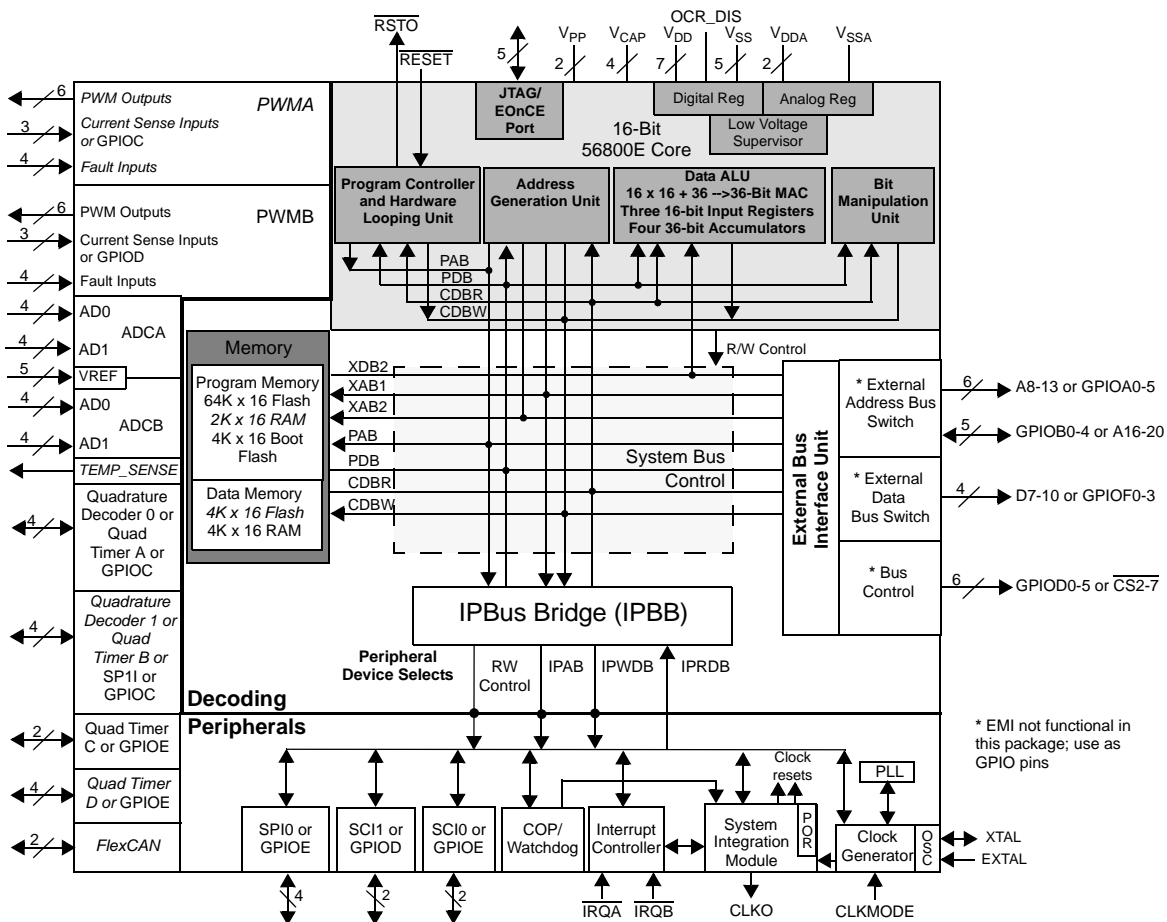 RSTO
RESET
5
VPP
2
VCAP
4
VDD
7
OCR_DIS
VSS
5
VDDA
2
VSSA
6
PWM Outputs
PWMA
3
Current Sense Inputs
or GPIOC
4
Fault Inputs
6
PWM Outputs
PWMB
3
Current Sense Inputs
or GPIOD
4
Fault Inputs
JTAG/
EOnCE
Port
Digital Reg
Analog Reg
Low Voltage
Supervisor
16-Bit
56800E Core
Program Controller
and Hardware
Looping Unit
Address
Generation Unit
Data ALU
16 x 16 + 36 -->36-Bit MAC
Three 16-bit Input Registers
Four 36-bit Accumulators
Bit
Manipulation
Unit
PAB
PDB
CDBR
CDBW
4
AD0
ADCA
4
AD1
5
VREF
4
AD0
ADCB
4
AD1
TEMP_SENSE
4
Quadrature
Decoder 0 or
Quad
Timer A or
GPIOC
4
Quadrature
Decoder 1 or
Quad
Timer B or
SP1I or
GPIOC
2
Quad Timer
C or GPIOE
4
Quad Timer
D or GPIOE
2
FlexCAN
Memory
Program Memory
64K x 16 Flash
2K x 16 RAM
4K x 16 Boot
Flash
Data Memory
4K x 16 Flash
4K x 16 RAM
XDB2
XAB1
XAB2
PAB
PDB
CDBR
CDBW
R/W Control
System Bus
Control
External Bus
Interface Unit
* External
Address Bus
Switch
* External
Data
Bus Switch
* Bus
Control
6
A8-13 or GPIOA0-5
5
GPIOB0-4 or A16-20
4
D7-10 or GPIOF0-3
6
GPIOD0-5 or CS2-7
IPBus Bridge (IPBB)
Peripheral
Device Selects
RW
Control
IPAB
IPWDB
IPRDB
Decoding
Peripherals
* EMI not functional in
this package; use as
GPIO pins
SPI0 or
GPIOE
4
SCI1 or
GPIOD
2
SCI0 or
GPIOE
2
COP/
Watchdog
Interrupt
Controller
IRQA
IRQB
System
Integration
Module
POR
Clock
resets
CLKO
PLL
Clock
Generator
OSC
XTAL
EXTAL
CLKMODE